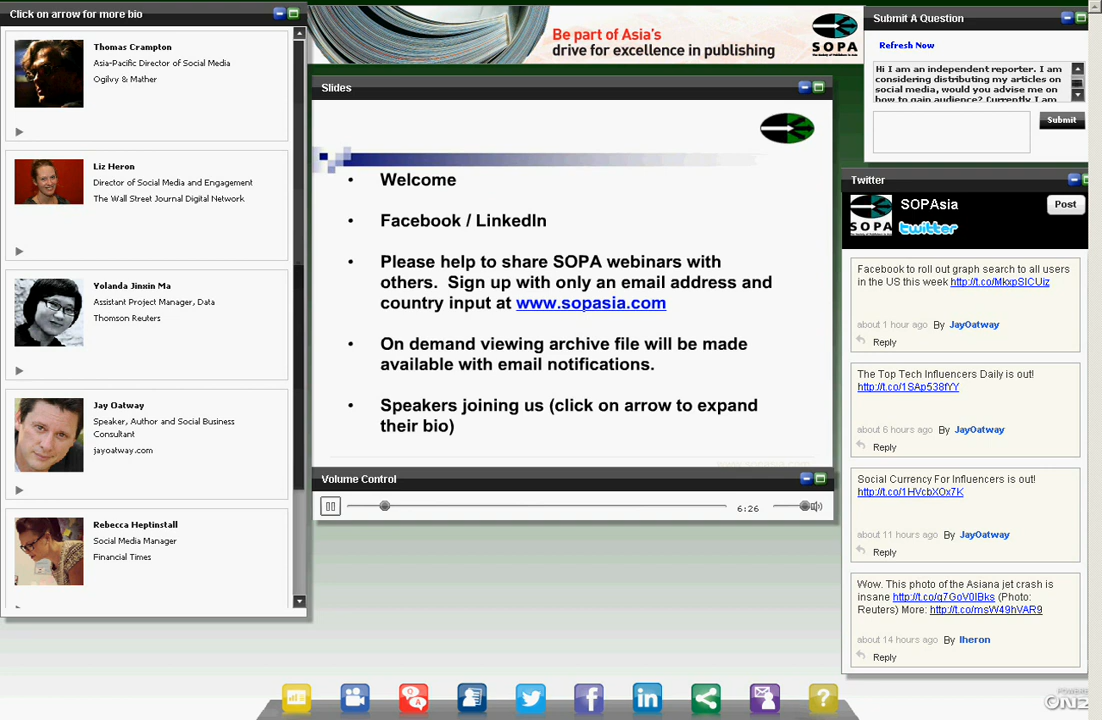 Click on arrow for more bio
Thomas Crampton
Asia-Pacific Director of Social Media
Ogilvy & Mather
Liz Heron
Director of Social Media and Engagement
The Wall Street Journal Digital Network
Yolanda Jinxin Ma
Assistant Project Manager, Data
Thomson Reuters
Jay Oatway
Speaker, Author and Social Business
Consultant
jayoatway.com
Rebecca Heptinstall
Social Media Manager
Financial Times
Be part of Asia's
drive for excellence in publishing
SOPA
Slides
• Welcome
• Facebook / LinkedIn
• Please help to share SOPA webinars with
others. Sign up with only an email address and
country input at www.sopasia.com
• On demand viewing archive file will be made
available with email notifications.
• Speakers joining us (click on arrow to expand
their bio)
Volume Control
6:26
Submit A Question
Refresh Now
Hi I am an independent reporter. I am
considering distributing my articles on
social media, would you advise me on
how to gain audience? Currently I am
Submit
Twitter
SOPA
SOPAsia
twitter
Post
Facebook to roll out graph search to all users
in the US this week http://t.co/MkxpSlCUiz
about 1 hour ago By JayOatway
Reply
The Top Tech Influencers Daily is out!
http://t.co/1SAp538fYY
about 6 hours ago By JayOatway
Reply
Social Currency For Influencers is out!
http://t.co/1HVcbXOx7K
about 11 hours ago By JayOatway
Reply
Wow. This photo of the Asiana jet crash is
insane http://t.co/q7GoV0IBks (Photo:
Reuters) More: http://t.co/msW49hVAR9
about 14 hours ago By lheron
Reply
Q
A
f
in
?
ON2